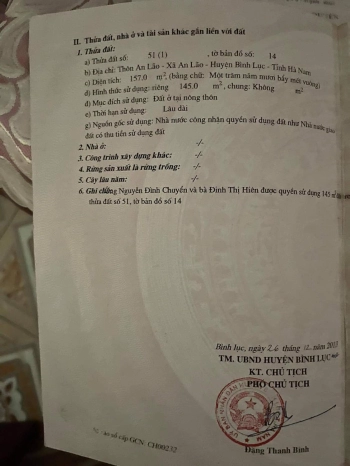 II. Thửa đất, nhà ở và tài sản khác gắn liền với đất
1. Thửa đất:
a) Thửa đất số: 51 (1) , tờ bản đồ số: 14
b) Địa chỉ: Thôn An Lão - Xã An Lão - Huyện Bình Lục - Tỉnh Hà Nam
c) Diện tích: 157.0 m², (bằng chữ: Một trăm năm mươi bảy mét vuông)
d) Hình thức sử dụng: riêng 145.0 m², chung: Không m²
đ) Mục đích sử dụng: Đất ở tại nông thôn
e) Thời hạn sử dụng: Lâu dài
g) Nguồn gốc sử dụng: Nhà nước công nhận quyền sử dụng đất như Nhà nước giao
đất có thu tiền sử dụng đất
2. Nhà ở: -/-
3. Công trình xây dựng khác: -/-
4. Rừng sản xuất là rừng trồng: -/-
5. Cây lâu năm: -/-
6. Ghi chú: Nguyễn Đình Chuyển và bà Đinh Thị Hiên được quyền sử dụng 145
thửa đất số 51, tờ bản đồ số 14
Bình lục, ngày 26 tháng năm
TM. UBND HUYỆN BÌNH LỤC
KT. CHỦ TỊCH
PHÓ CHỦ TỊCH
Đặng Thanh Bình
sổ cấp GCN: CH00232